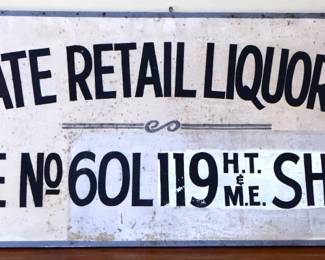 ATE RETAIL LIQUOR
E No 60L119 H.T. & M.E. SH